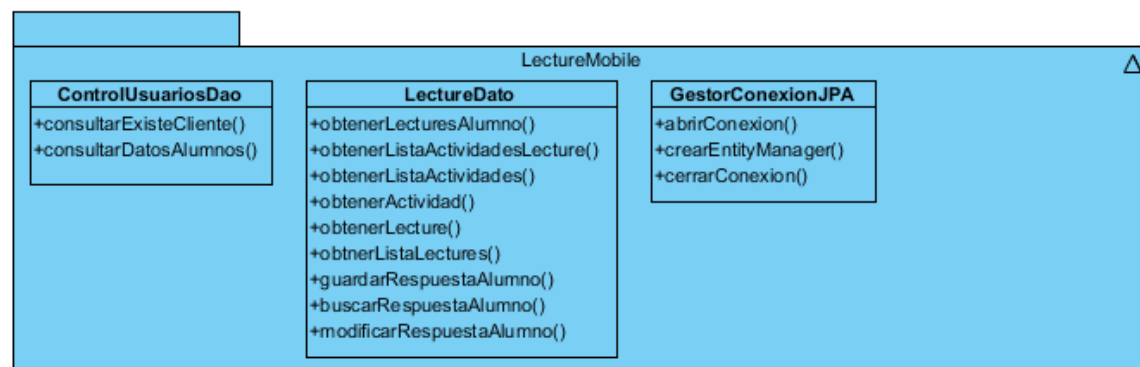 LectureMobile
ControlUsuariosDao
+consultarExisteCliente()
+consultarDatosAlumnos()
LectureDato
+obtenerLecturesAlumno()
+obtenerListaActividadesLecture()
+obtenerListaActividades()
+obtenerActividad()
+obtenerLecture()
+obtnerListaLectures()
+guardarRespuestaAlumno()
+buscarRespuestaAlumno()
+modificarRespuestaAlumno()
GestorConexionJPA
+abrirConexion()
+crearEntityManager()
+cerrarConexion()